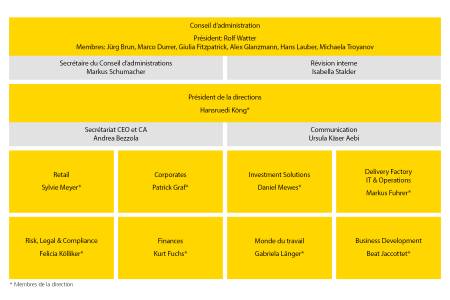 Conseil d'administration
Président: Rolf Watter
Membres: Jürg Brun, Marco Durrer, Giulia Fitzpatrick, Alex Glanzmann, Hans Lauber, Michaela Troyanov
Secrétaire du Conseil d'administrations
Markus Schumacher
Révision interne
Isabella Stalder
Président de la directions
Hansruedi Köng*
Secrétariat CEO et CA
Andrea Bezzola
Communication
Ursula Käser Aebi
Retail
Sylvie Meyer*
Corporates
Patrick Graf*
Investment Solutions
Daniel Mewes*
Delivery Factory
IT & Operations
Markus Fuhrer*
Risk, Legal & Compliance
Felicia Kölliker*
Finances
Kurt Fuchs*
Monde du travail
Gabriela Länger*
Business Development
Beat Jaccottet*
* Membres de la direction